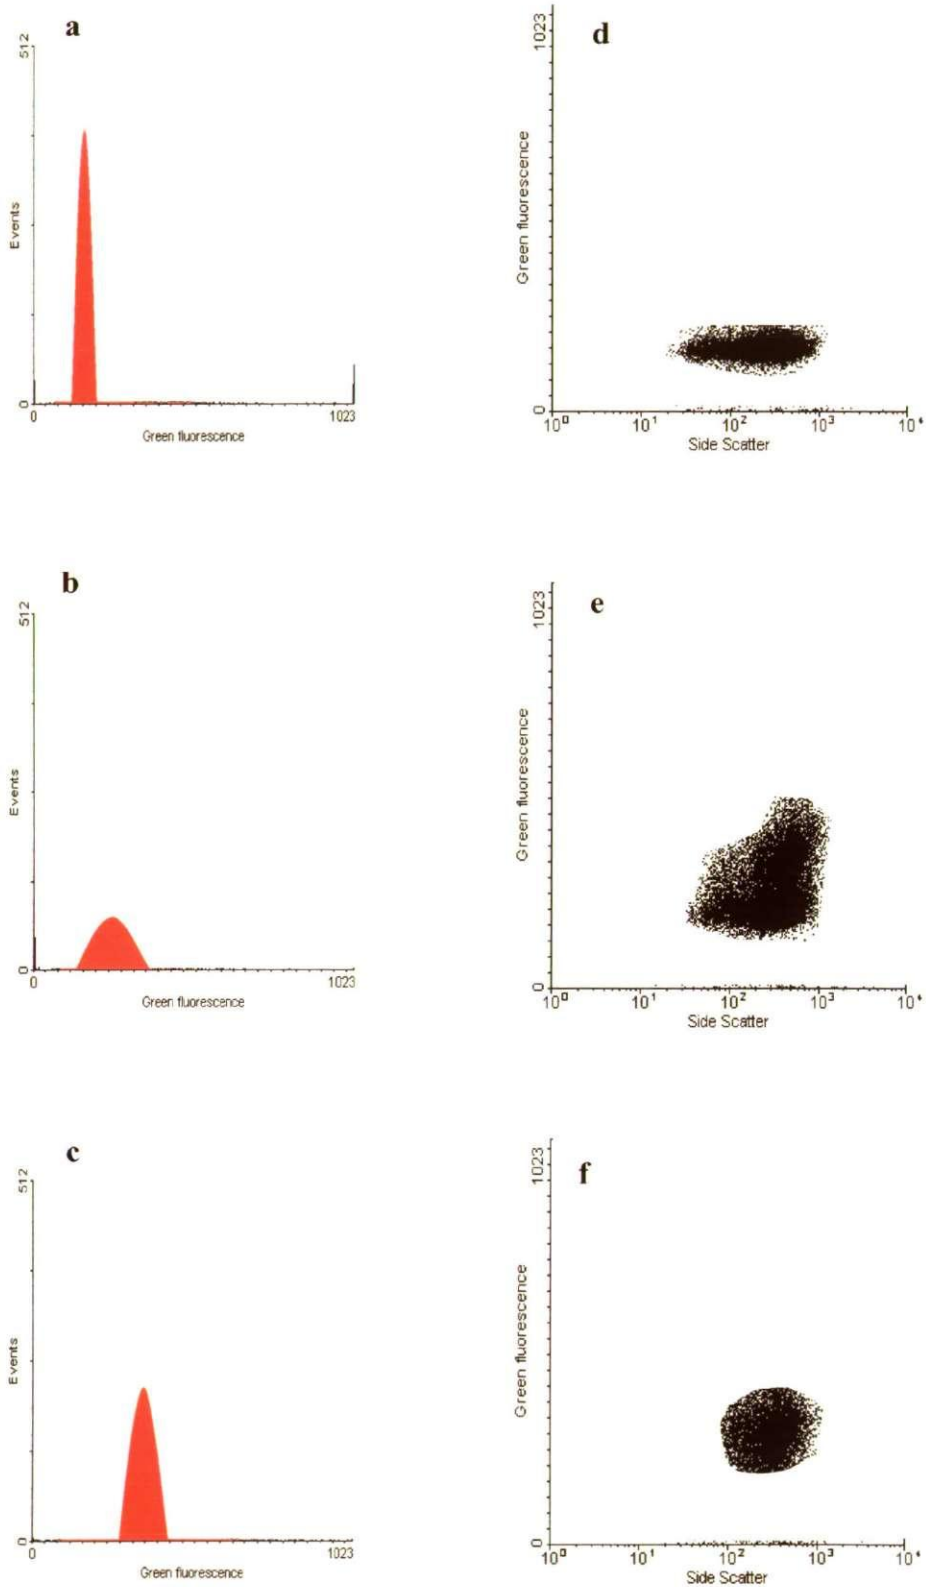 a
512
Events
0
0
1023
Green fluorescence
d
1023
Green fluorescence
0
10⁰
10¹
10²
10³
10⁴
Side Scatter
b
512
Events
0
0
1023
Green fluorescence
e
1023
Green fluorescence
0
10⁰
10¹
10²
10³
10⁴
Side Scatter
c
512
Events
0
0
1023
Green fluorescence
f
1023
Green fluorescence
0
10⁰
10¹
10²
10³
10⁴
Side Scatter